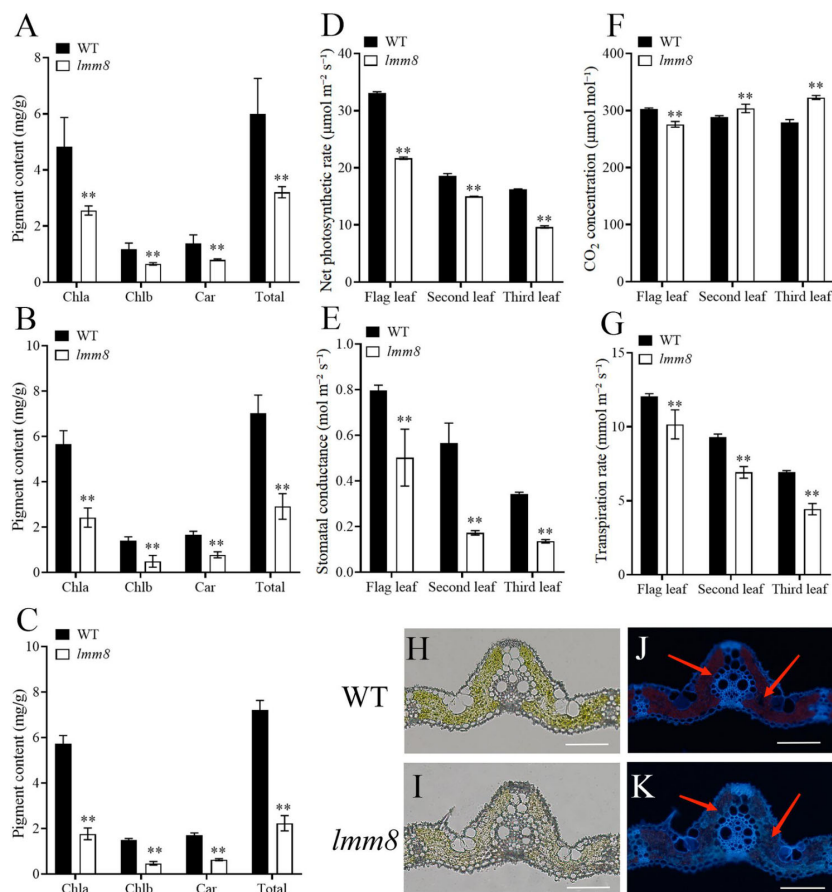 A
WT
lmm8
Pigment content (mg/g)
8
6
4
2
0
**
**
**
**
Chla
Chlb
Car
Total
B
WT
lmm8
Pigment content (mg/g)
10
8
6
4
2
0
**
**
**
**
Chla
Chlb
Car
Total
C
WT
lmm8
Pigment content (mg/g)
10
8
6
4
2
0
**
**
**
**
Chla
Chlb
Car
Total
D
WT
lmm8
Net photosynthetic rate (μmol m⁻² s⁻¹)
40
30
20
10
0
**
**
**
Flag leaf
Second leaf
Third leaf
E
WT
lmm8
Stomatal conductance (mol m⁻² s⁻¹)
1.0
0.8
0.6
0.4
0.2
0.0
**
**
**
Flag leaf
Second leaf
Third leaf
F
WT
lmm8
CO₂ concentration (μmol mol⁻¹)
400
300
200
100
0
**
**
**
Flag leaf
Second leaf
Third leaf
G
WT
lmm8
Transpiration rate (mmol m⁻² s⁻¹)
15
10
5
0
**
**
**
Flag leaf
Second leaf
Third leaf
WT
H
J
lmm8
I
K